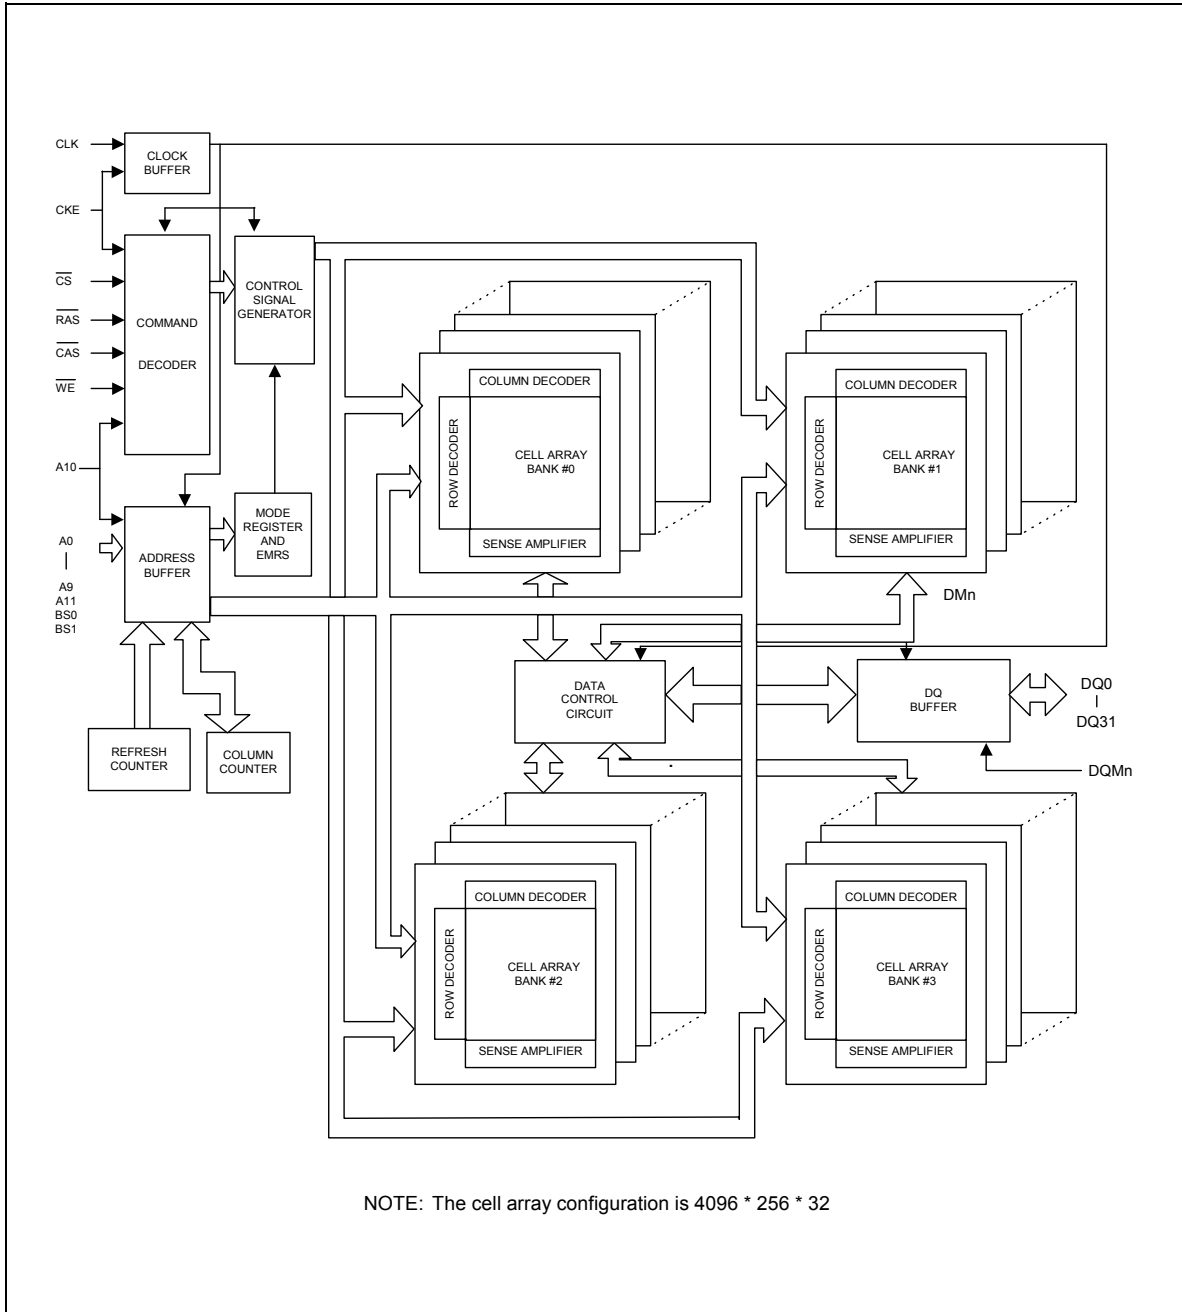 CLK
CLOCK
BUFFER
CKE
CS
RAS
CAS
WE
A10
COMMAND
DECODER
CONTROL
SIGNAL
GENERATOR
A0
A9
A11
BS0
BS1
ADDRESS
BUFFER
MODE
REGISTER
AND
EMRS
REFRESH
COUNTER
COLUMN
COUNTER
COLUMN DECODER
ROW DECODER
CELL ARRAY
BANK #0
SENSE AMPLIFIER
COLUMN DECODER
ROW DECODER
CELL ARRAY
BANK #1
SENSE AMPLIFIER
DMn
DATA
CONTROL
CIRCUIT
DQ
BUFFER
DQ0
DQ31
DQMn
COLUMN DECODER
ROW DECODER
CELL ARRAY
BANK #2
SENSE AMPLIFIER
COLUMN DECODER
ROW DECODER
CELL ARRAY
BANK #3
SENSE AMPLIFIER
NOTE: The cell array configuration is 4096 * 256 * 32